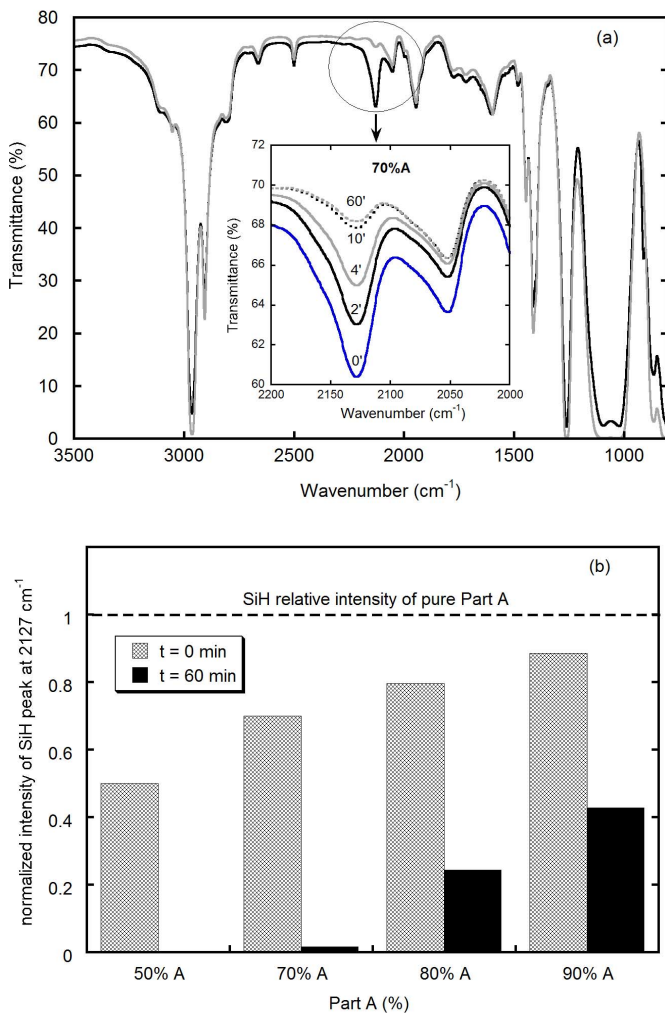 (a)
Transmittance (%)
80
70
60
50
40
30
20
10
0
3500 3000 2500 2000 1500 1000
Wavenumber (cm-1)
70%A
Transmittance (%)
72
70
68
66
64
62
60
60'
10'
4'
2'
0'
2200 2150 2100 2050 2000
Wavenumber (cm-1)
(b)
normalized intensity of SiH peak at 2127 cm-1
SiH relative intensity of pure Part A
1
0.8
0.6
0.4
0.2
0
t = 0 min
t = 60 min
50% A 70% A 80% A 90% A
Part A (%)